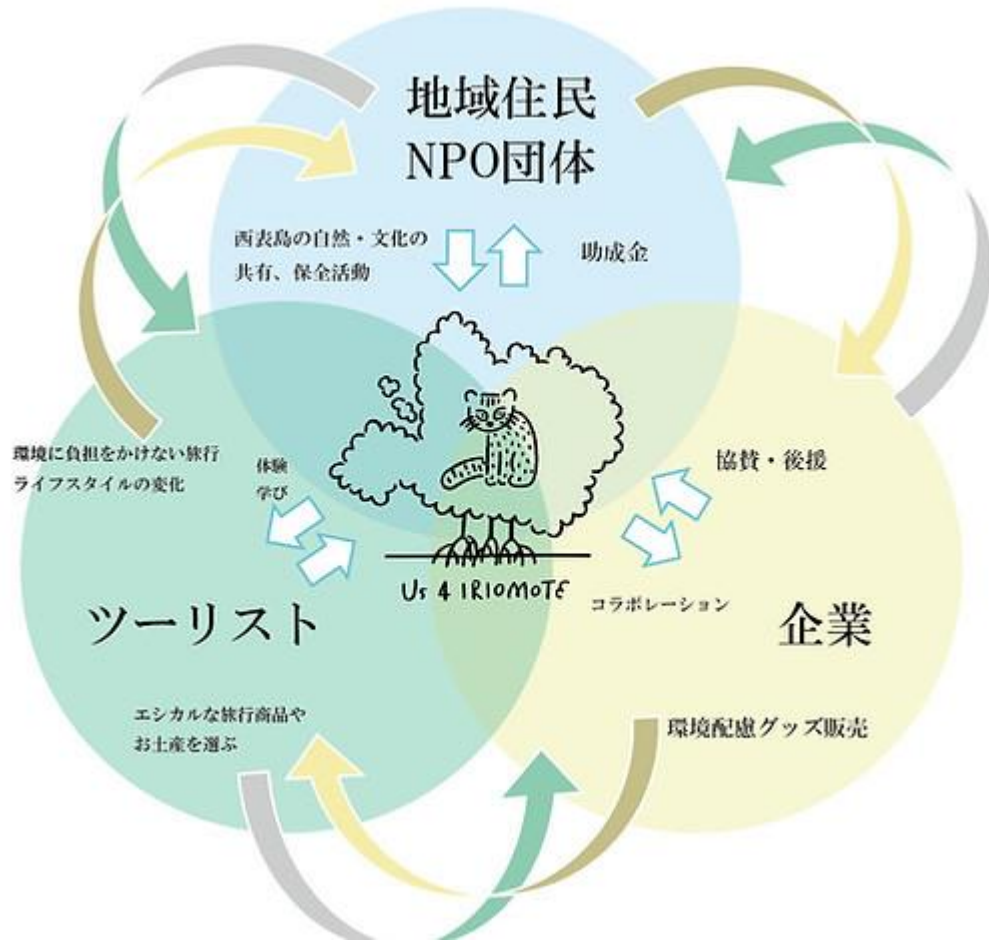 地域住民
NPO団体
西表島の自然・文化の
共有、保全活動
助成金
環境に負担をかけない旅行
ライフスタイルの変化
体験
学び
協賛・後援
Us 4 IRIOMOTE
コラボレーション
ツーリスト
企業
エシカルな旅行商品や
お土産を選ぶ
環境配慮グッズ販売